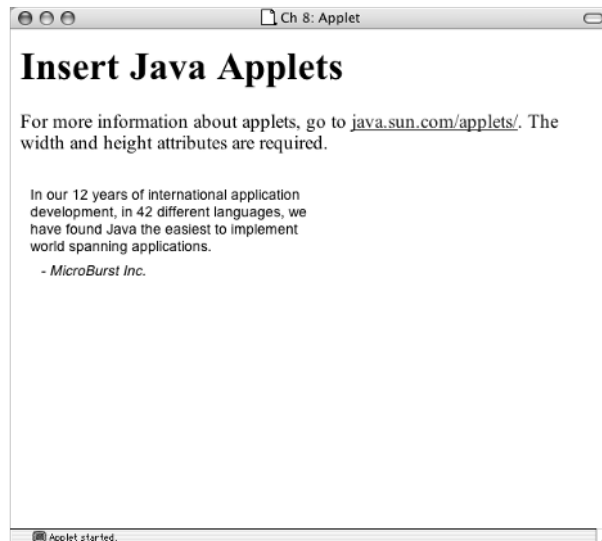 Ch 8: Applet
Insert Java Applets
For more information about applets, go to java.sun.com/applets/. The
width and height attributes are required.
In our 12 years of international application
development, in 42 different languages, we
have found Java the easiest to implement
world spanning applications.
- MicroBurst Inc.
Applet started.